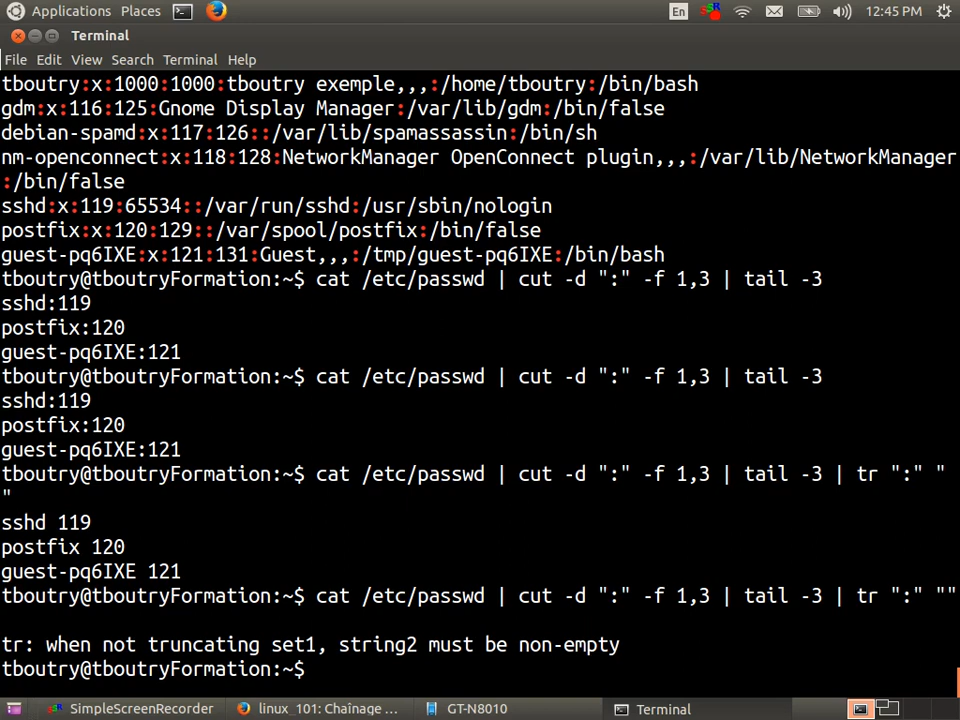 Applications Places En 12:45 PM
Terminal
File Edit View Search Terminal Help
tboutry:x:1000:1000:tboutry exemple,,,:/home/tboutry:/bin/bash
gdm:x:116:125:Gnome Display Manager:/var/lib/gdm:/bin/false
debian-spamd:x:117:126::/var/lib/spamassassin:/bin/sh
nm-openconnect:x:118:128:NetworkManager OpenConnect plugin,,,:/var/lib/NetworkManager
:/bin/false
sshd:x:119:65534::/var/run/sshd:/usr/sbin/nologin
postfix:x:120:129::/var/spool/postfix:/bin/false
guest-pq6IXE:x:121:131:Guest,,,:/tmp/guest-pq6IXE:/bin/bash
tboutry@tboutryFormation:~$ cat /etc/passwd | cut -d ":" -f 1,3 | tail -3
sshd:119
postfix:120
guest-pq6IXE:121
tboutry@tboutryFormation:~$ cat /etc/passwd | cut -d ":" -f 1,3 | tail -3
sshd:119
postfix:120
guest-pq6IXE:121
tboutry@tboutryFormation:~$ cat /etc/passwd | cut -d ":" -f 1,3 | tail -3 | tr ":" "
"
sshd 119
postfix 120
guest-pq6IXE 121
tboutry@tboutryFormation:~$ cat /etc/passwd | cut -d ":" -f 1,3 | tail -3 | tr ":" ""
tr: when not truncating set1, string2 must be non-empty
tboutry@tboutryFormation:~$
SimpleScreenRecorder linux_101: Chaînage ... GT-N8010 Terminal